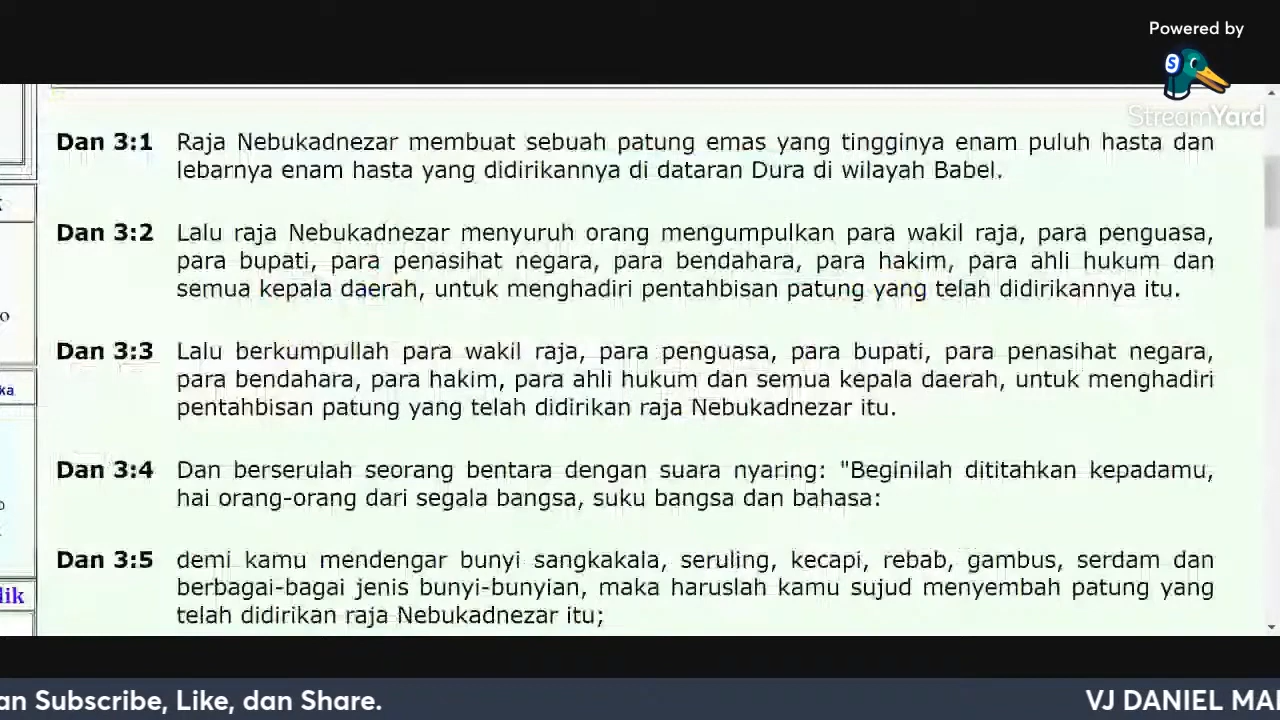 Powered by
StreamYard
Dan 3:1 Raja Nebukadnezar membuat sebuah patung emas yang tingginya enam puluh hasta dan
lebarnya enam hasta yang didirikannya di dataran Dura di wilayah Babel.
Dan 3:2 Lalu raja Nebukadnezar menyuruh orang mengumpulkan para wakil raja, para penguasa,
para bupati, para penasihat negara, para bendahara, para hakim, para ahli hukum dan
semua kepala daerah, untuk menghadiri pentahbisan patung yang telah didirikannya itu.
Dan 3:3 Lalu berkumpullah para wakil raja, para penguasa, para bupati, para penasihat negara,
para bendahara, para hakim, para ahli hukum dan semua kepala daerah, untuk menghadiri
pentahbisan patung yang telah didirikan raja Nebukadnezar itu.
Dan 3:4 Dan berserulah seorang bentara dengan suara nyaring: "Beginilah dititahkan kepadamu,
hai orang-orang dari segala bangsa, suku bangsa dan bahasa:
Dan 3:5 demi kamu mendengar bunyi sangkakala, seruling, kecapi, rebab, gambus, serdam dan
berbagai-bagai jenis bunyi-bunyian, maka haruslah kamu sujud menyembah patung yang
telah didirikan raja Nebukadnezar itu;
ka
lik
an Subscribe, Like, dan Share.
VJ DANIEL MA